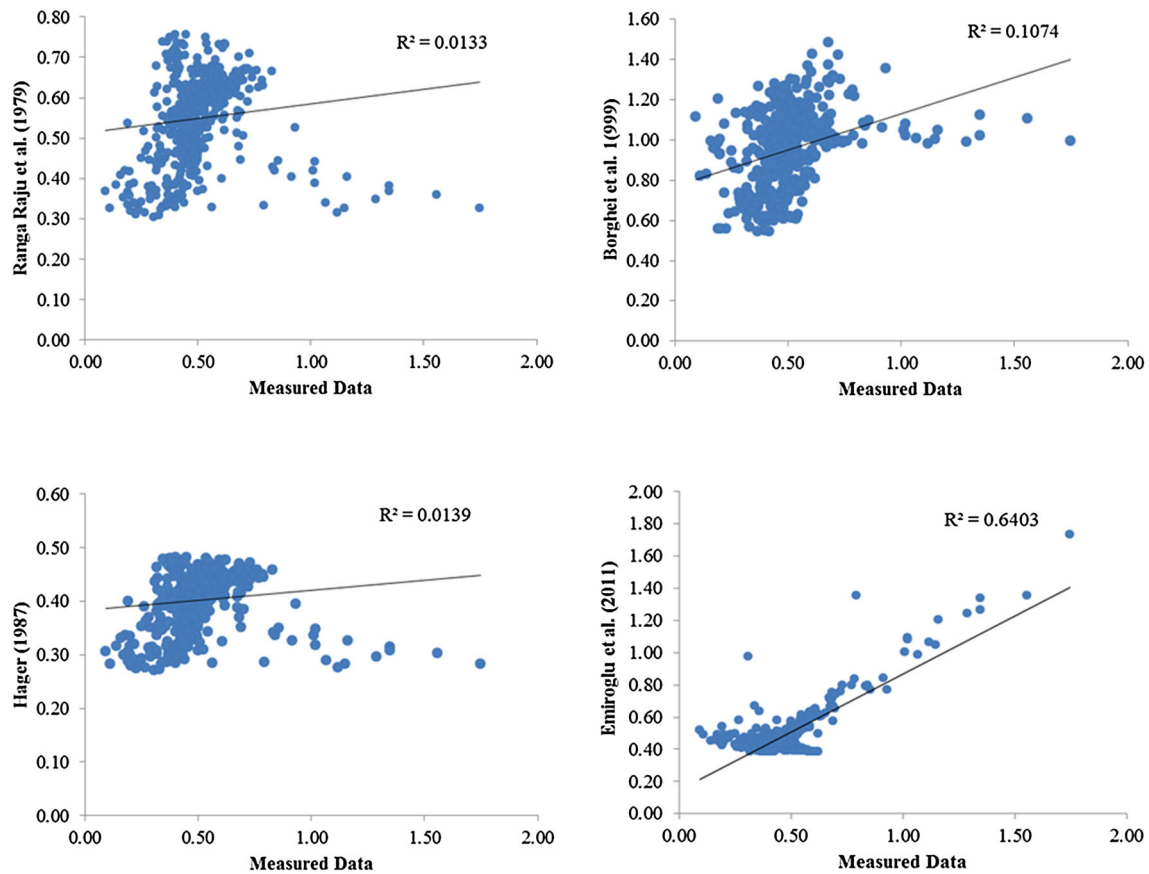 0.80
0.70
0.60
0.50
0.40
0.30
0.20
0.10
0.00
Ranga Raju et al. (1979)
R² = 0.0133
0.00 0.50 1.00 1.50 2.00
Measured Data
1.60
1.40
1.20
1.00
0.80
0.60
0.40
0.20
0.00
Borghei et al. 1(999)
R² = 0.1074
0.00 0.50 1.00 1.50 2.00
Measured Data
0.60
0.50
0.40
0.30
0.20
0.10
0.00
Hager (1987)
R² = 0.0139
0.00 0.50 1.00 1.50 2.00
Measured Data
2.00
1.80
1.60
1.40
1.20
1.00
0.80
0.60
0.40
0.20
0.00
Emiroglu et al. (2011)
R² = 0.6403
0.00 0.50 1.00 1.50 2.00
Measured Data